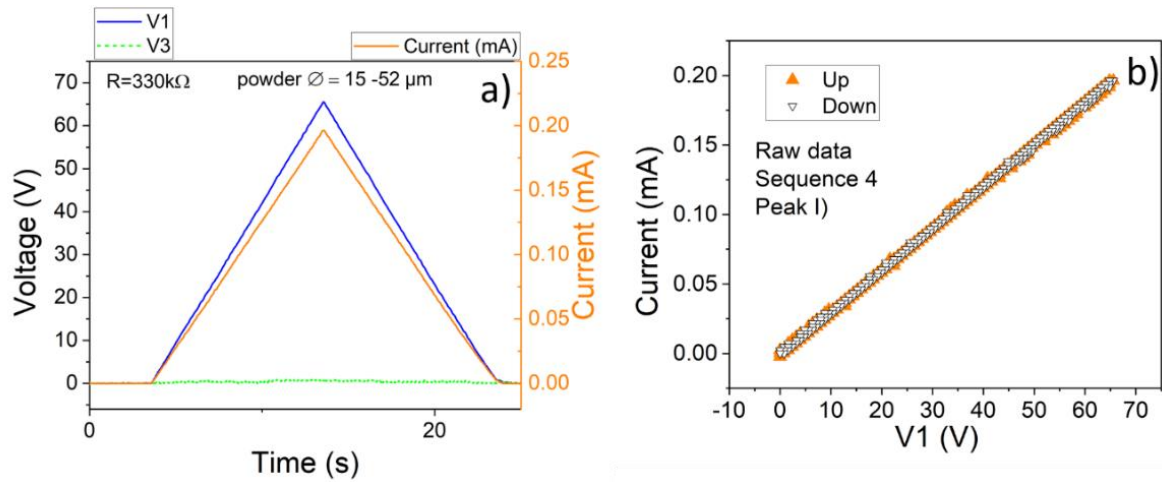 V1
V3
Current (mA)
R=330kΩ
powder ∅ = 15 -52 µm
a)
70
60
50
40
30
20
10
0
Voltage (V)
0.25
0.20
0.15
0.10
0.05
0.00
Current (mA)
0
20
Time (s)
b)
Up
Down
Raw data
Sequence 4
Peak I)
0.20
0.15
0.10
0.05
0.00
Current (mA)
-10 0 10 20 30 40 50 60 70
V1 (V)